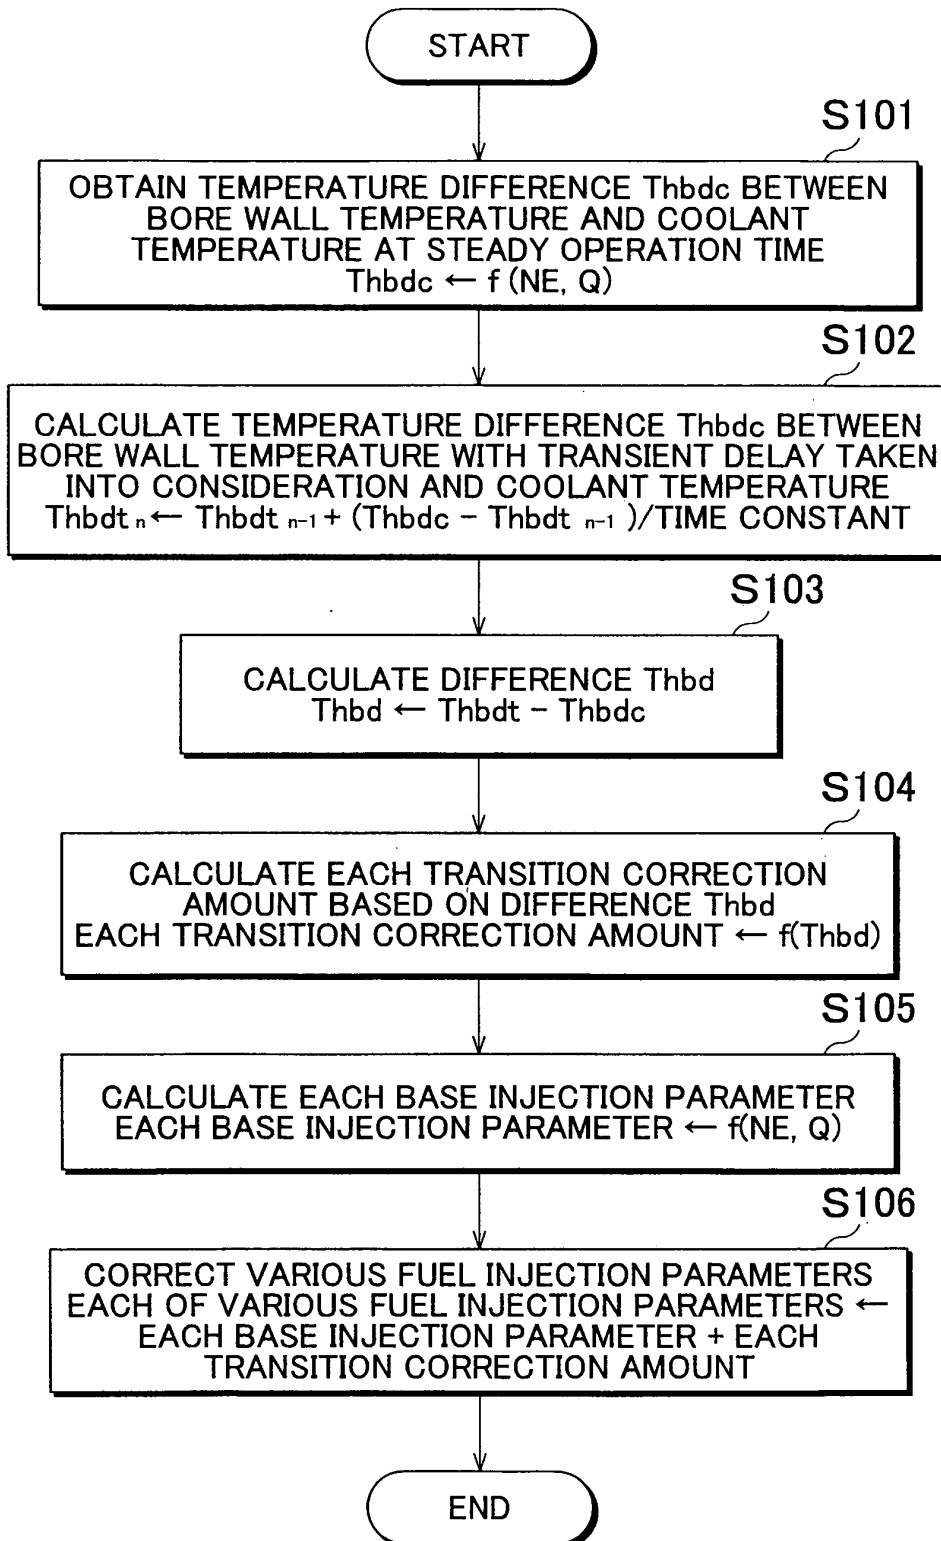 START
S101
OBTAIN TEMPERATURE DIFFERENCE Thbdc BETWEEN
BORE WALL TEMPERATURE AND COOLANT
TEMPERATURE AT STEADY OPERATION TIME
Thbdc ← f (NE, Q)
S102
CALCULATE TEMPERATURE DIFFERENCE Thbdc BETWEEN
BORE WALL TEMPERATURE WITH TRANSIENT DELAY TAKEN
INTO CONSIDERATION AND COOLANT TEMPERATURE
Thbdt n ← Thbdt n-1 + (Thbdc - Thbdt n-1 )/TIME CONSTANT
S103
CALCULATE DIFFERENCE Thbd
Thbd ← Thbdt - Thbdc
S104
CALCULATE EACH TRANSITION CORRECTION
AMOUNT BASED ON DIFFERENCE Thbd
EACH TRANSITION CORRECTION AMOUNT ← f(Thbd)
S105
CALCULATE EACH BASE INJECTION PARAMETER
EACH BASE INJECTION PARAMETER ← f(NE, Q)
S106
CORRECT VARIOUS FUEL INJECTION PARAMETERS
EACH OF VARIOUS FUEL INJECTION PARAMETERS ←
EACH BASE INJECTION PARAMETER + EACH
TRANSITION CORRECTION AMOUNT
END